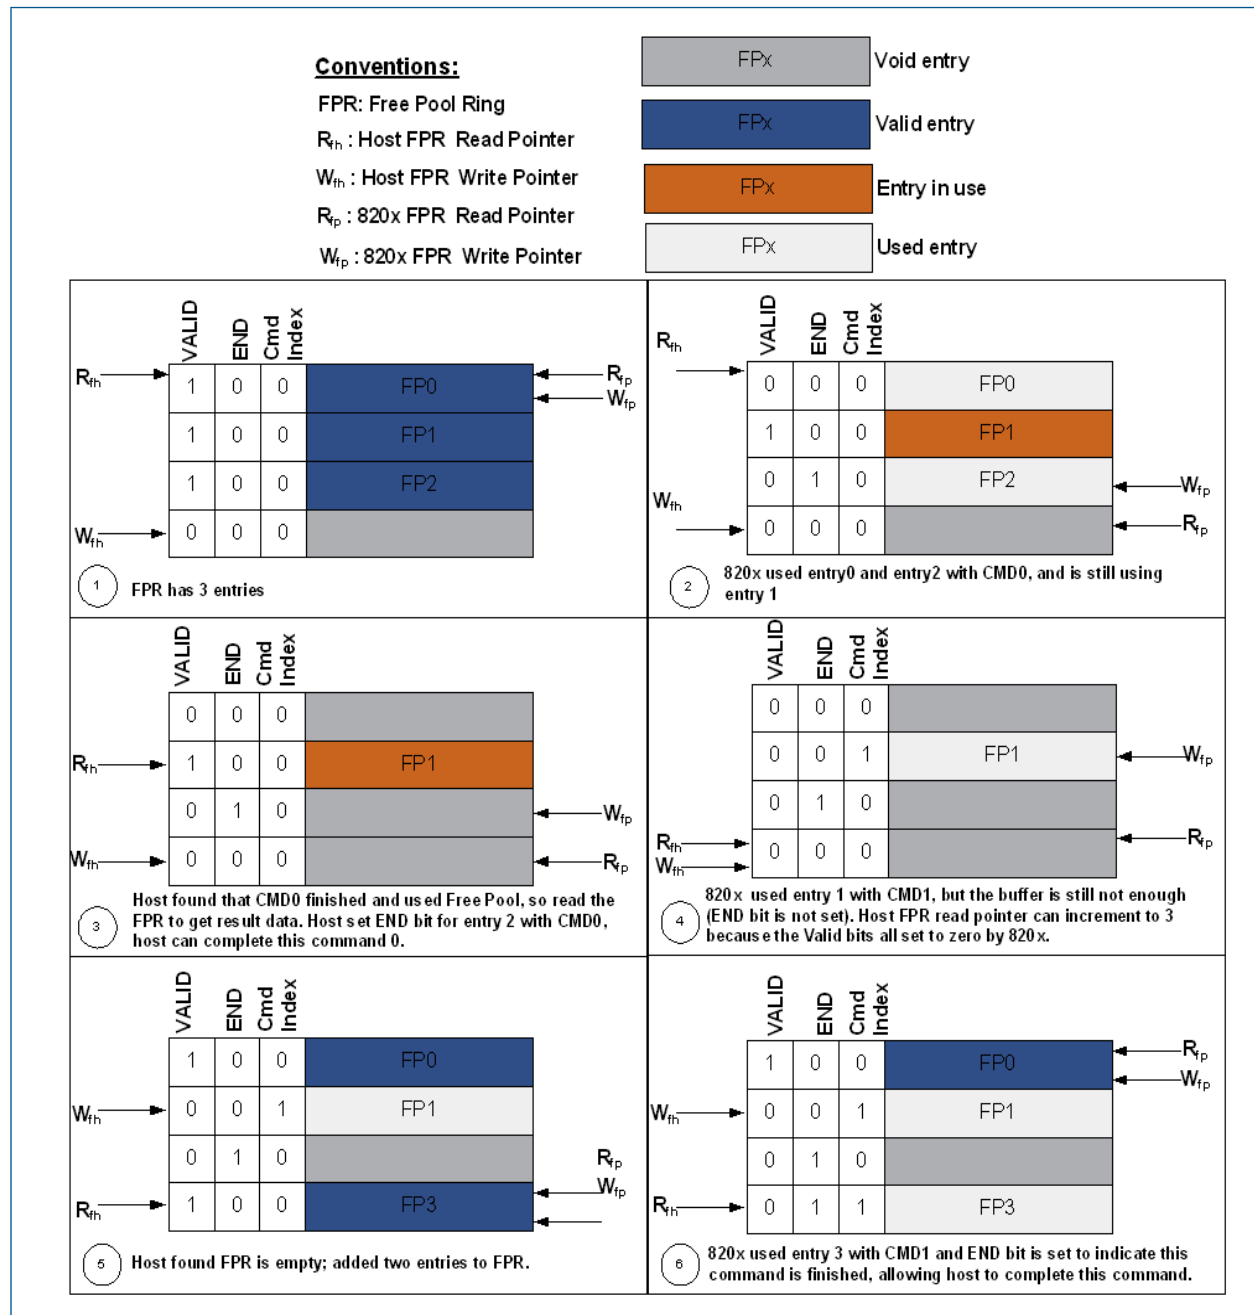 Conventions:
FPR: Free Pool Ring
Rfh : Host FPR Read Pointer
Wfh : Host FPR Write Pointer
Rfp : 820x FPR Read Pointer
Wfp : 820x FPR Write Pointer
FPx Void entry
FPx Valid entry
FPx Entry in use
FPx Used entry
VALID END Cmd Index
Rfh 1 0 0 FP0 Rfp
Wfp
1 0 0 FP1
1 0 0 FP2
Wfh 0 0 0
1 FPR has 3 entries
VALID END Cmd Index
Rfh
0 0 0 FP0
1 0 0 FP1
0 1 0 FP2 Wfp
Wfh 0 0 0 Rfp
2 820x used entry0 and entry2 with CMD0, and is still using
entry 1
VALID END Cmd Index
0 0 0
Rfh 1 0 0 FP1
0 1 0 Wfp
Wfh 0 0 0 Rfp
3 Host found that CMD0 finished and used Free Pool, so read the
FPR to get result data. Host set END bit for entry 2 with CMD0,
host can complete this command 0.
VALID END Cmd Index
0 0 0
0 0 1 FP1 Wfp
0 1 0
Rfh 0 0 0 Rfp
Wfh
4 820x used entry 1 with CMD1, but the buffer is still not enough
(END bit is not set). Host FPR read pointer can increment to 3
because the Valid bits all set to zero by 820x.
VALID END Cmd Index
1 0 0 FP0
Wfh 0 0 1 FP1
0 1 0 Rfp
Rfh 1 0 0 FP3 Wfp
5 Host found FPR is empty; added two entries to FPR.
VALID END Cmd Index
1 0 0 FP0 Rfp
Wfp
Wfh 0 0 1 FP1
0 1 0
Rfh 0 1 1 FP3
6 820x used entry 3 with CMD1 and END bit is set to indicate this
command is finished, allowing host to complete this command.